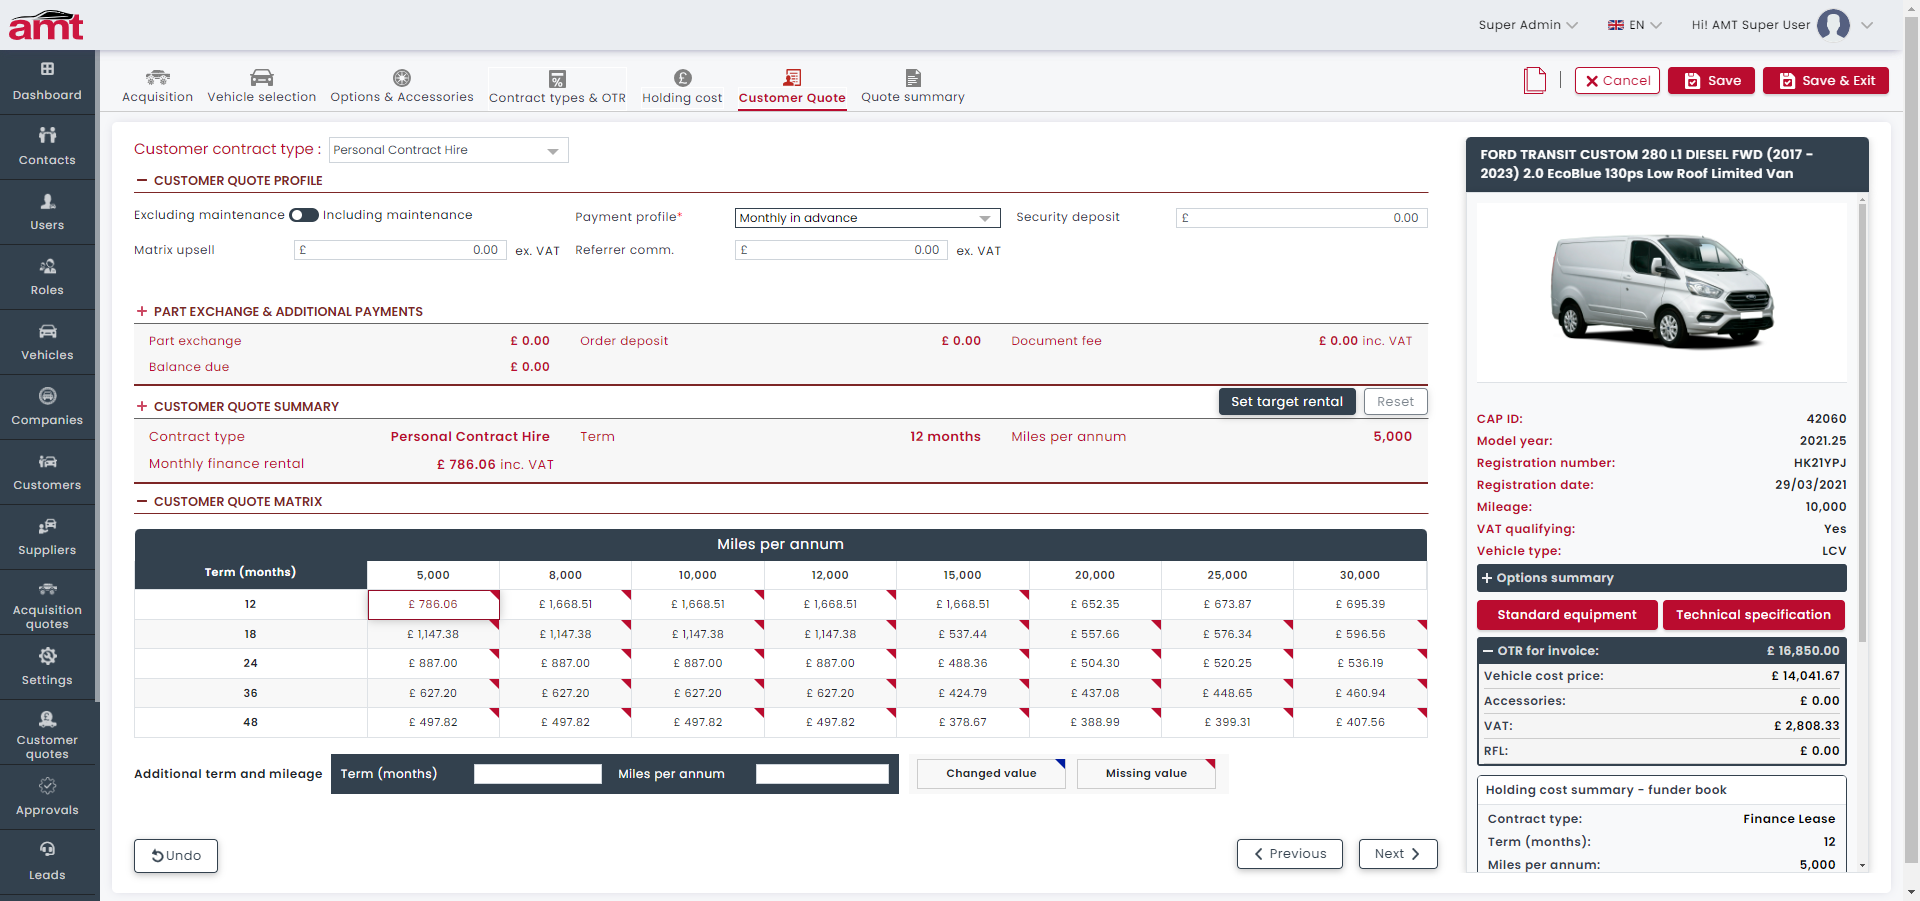 amt
Super Admin
EN
Hi! AMT Super User
Dashboard
Contacts
Users
Roles
Vehicles
Companies
Customers
Suppliers
Acquisition
quotes
Settings
Customer
quotes
Approvals
Leads
Acquisition
Vehicle selection
Options & Accessories
Contract types & OTR
Holding cost
Customer Quote
Quote summary
Cancel
Save
Save & Exit
Customer contract type : Personal Contract Hire
CUSTOMER QUOTE PROFILE
Excluding maintenance Including maintenance
Payment profile* Monthly in advance
Security deposit £ 0.00
Matrix upsell £ 0.00 ex. VAT
Referrer comm. £ 0.00 ex. VAT
PART EXCHANGE & ADDITIONAL PAYMENTS
Part exchange £ 0.00 Order deposit £ 0.00 Document fee £ 0.00 inc. VAT
Balance due £ 0.00
CUSTOMER QUOTE SUMMARY
Set target rental
Reset
Contract type Personal Contract Hire Term 12 months Miles per annum 5,000
Monthly finance rental £ 786.06 inc. VAT
CUSTOMER QUOTE MATRIX
Miles per annum
Term (months)
5,000 8,000 10,000 12,000 15,000 20,000 25,000 30,000
12 £ 786.06 £ 1,668.51 £ 1,668.51 £ 1,668.51 £ 1,668.51 £ 652.35 £ 673.87 £ 695.39
18 £ 1,147.38 £ 1,147.38 £ 1,147.38 £ 1,147.38 £ 537.44 £ 557.66 £ 576.34 £ 596.56
24 £ 887.00 £ 887.00 £ 887.00 £ 887.00 £ 488.36 £ 504.30 £ 520.25 £ 536.19
36 £ 627.20 £ 627.20 £ 627.20 £ 627.20 £ 424.79 £ 437.08 £ 448.65 £ 460.94
48 £ 497.82 £ 497.82 £ 497.82 £ 497.82 £ 378.67 £ 388.99 £ 399.31 £ 407.56
Additional term and mileage Term (months) Miles per annum
Changed value
Missing value
Undo
Previous
Next
FORD TRANSIT CUSTOM 280 L1 DIESEL FWD (2017 -
2023) 2.0 EcoBlue 130ps Low Roof Limited Van
CAP ID: 42060
Model year: 2021.25
Registration number: HK21YPJ
Registration date: 29/03/2021
Mileage: 10,000
VAT qualifying: Yes
Vehicle type: LCV
Options summary
Standard equipment
Technical specification
OTR for invoice: £ 16,850.00
Vehicle cost price: £ 14,041.67
Accessories: £ 0.00
VAT: £ 2,808.33
RFL: £ 0.00
Holding cost summary - funder book
Contract type: Finance Lease
Term (months): 12
Miles per annum: 5,000